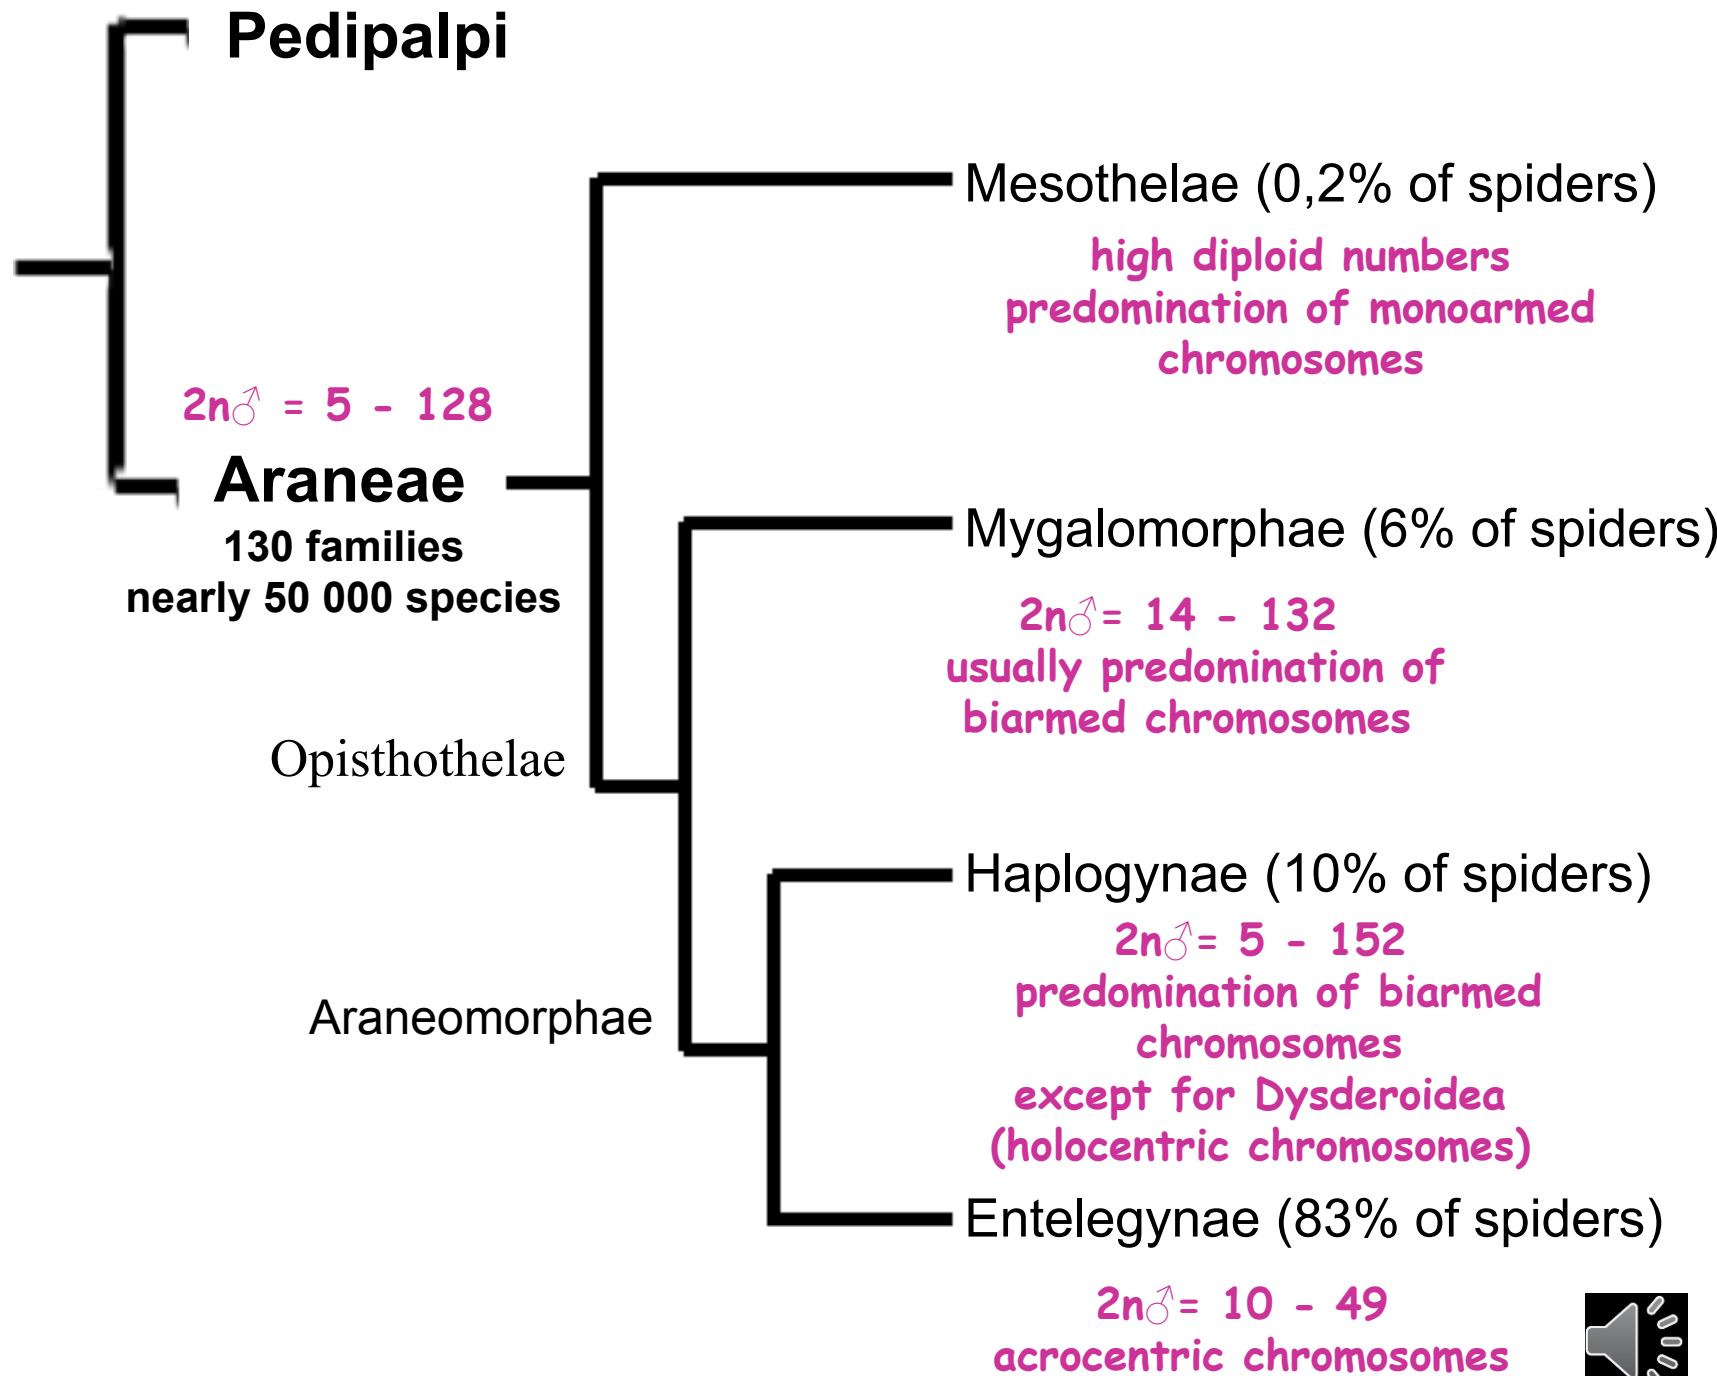 Pedipalpi
Mesothelae (0,2% of spiders)
high diploid numbers
predomination of monoarmed
chromosomes
2n♂ = 5 - 128
Araneae
130 families
nearly 50 000 species
Mygalomorphae (6% of spiders)
2n♂= 14 - 132
usually predomination of
biarmed chromosomes
Opisthothelae
Haplogynae (10% of spiders)
2n♂= 5 - 152
predomination of biarmed
chromosomes
except for Dysderoidea
(holocentric chromosomes)
Araneomorphae
Entelegynae (83% of spiders)
2n♂= 10 - 49
acrocentric chromosomes